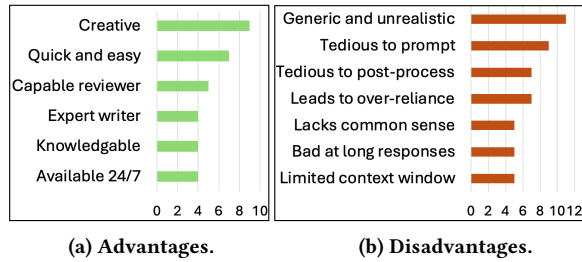 Creative
Quick and easy
Capable reviewer
Expert writer
Knowledgable
Available 24/7
0 2 4 6 8 10
(a) Advantages.
Generic and unrealistic
Tedious to prompt
Tedious to post-process
Leads to over-reliance
Lacks common sense
Bad at long responses
Limited context window
0 2 4 6 8 10 12
(b) Disadvantages.